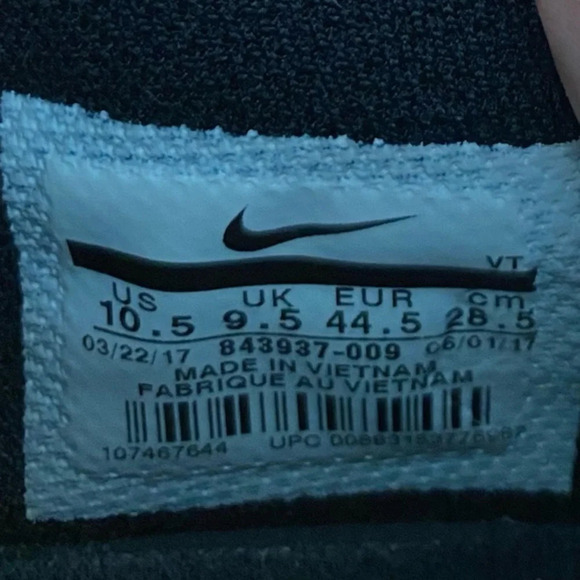 VT
US UK EUR cm
10.5 9.5 44.5 28.5
03/22/17 843937-009 06/01/17
MADE IN VIETNAM
FABRIQUE AU VIETNAM
107467644 UPC